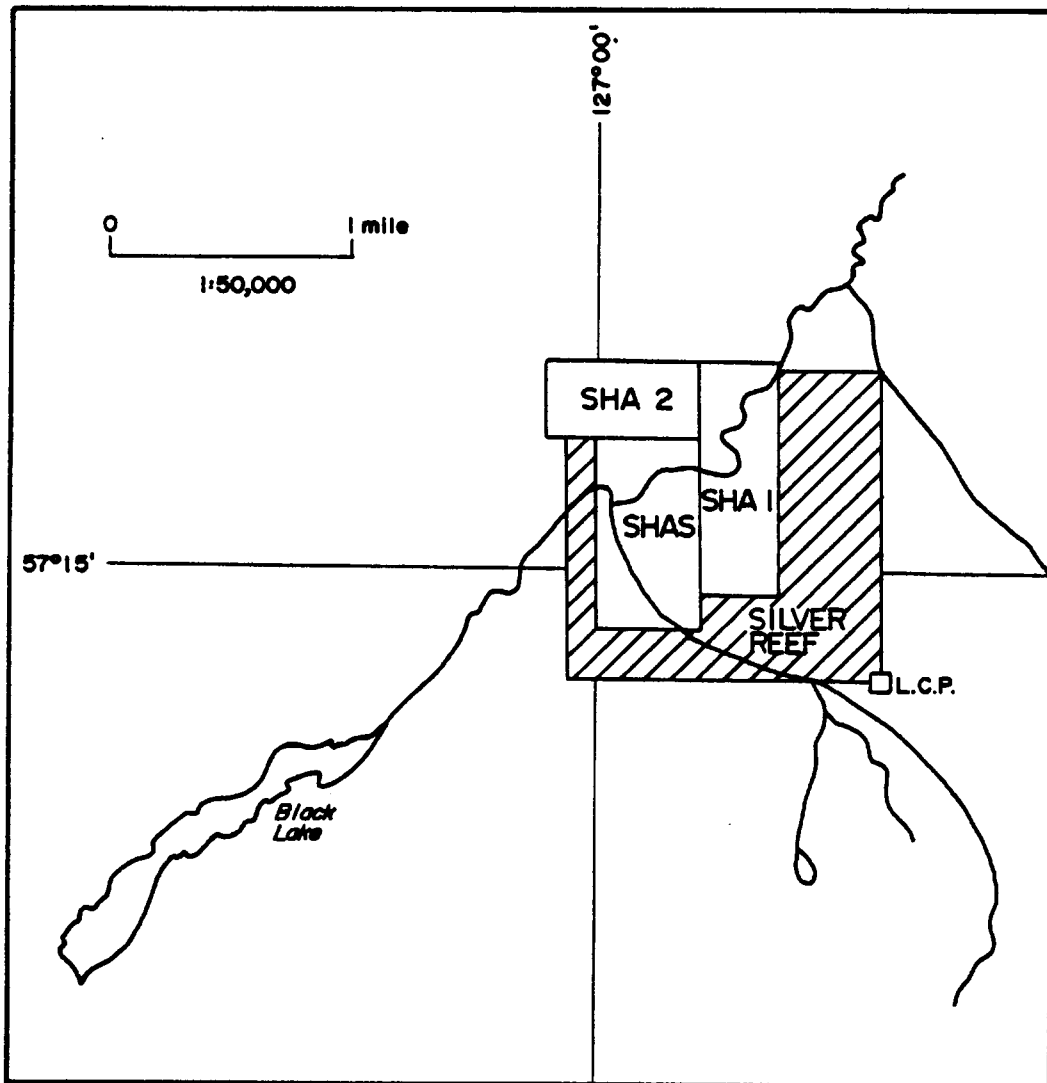 127°00'
0 1 mile
1:50,000
SHA 2
SHA 1
SHAS
57°15'
SILVER
REEF
L.C.P.
Black
Lake